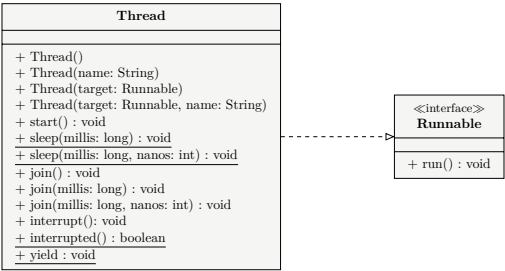 Thread
+ Thread()
+ Thread(name: String)
+ Thread(target: Runnable)
+ Thread(target: Runnable, name: String)
+ start() : void
+ sleep(millis: long) : void
+ sleep(millis: long, nanos: int) : void
+ join() : void
+ join(millis: long) : void
+ join(millis: long, nanos: int) : void
+ interrupt(): void
+ interrupted() : boolean
+ yield : void
≪interface≫
Runnable
+ run() : void